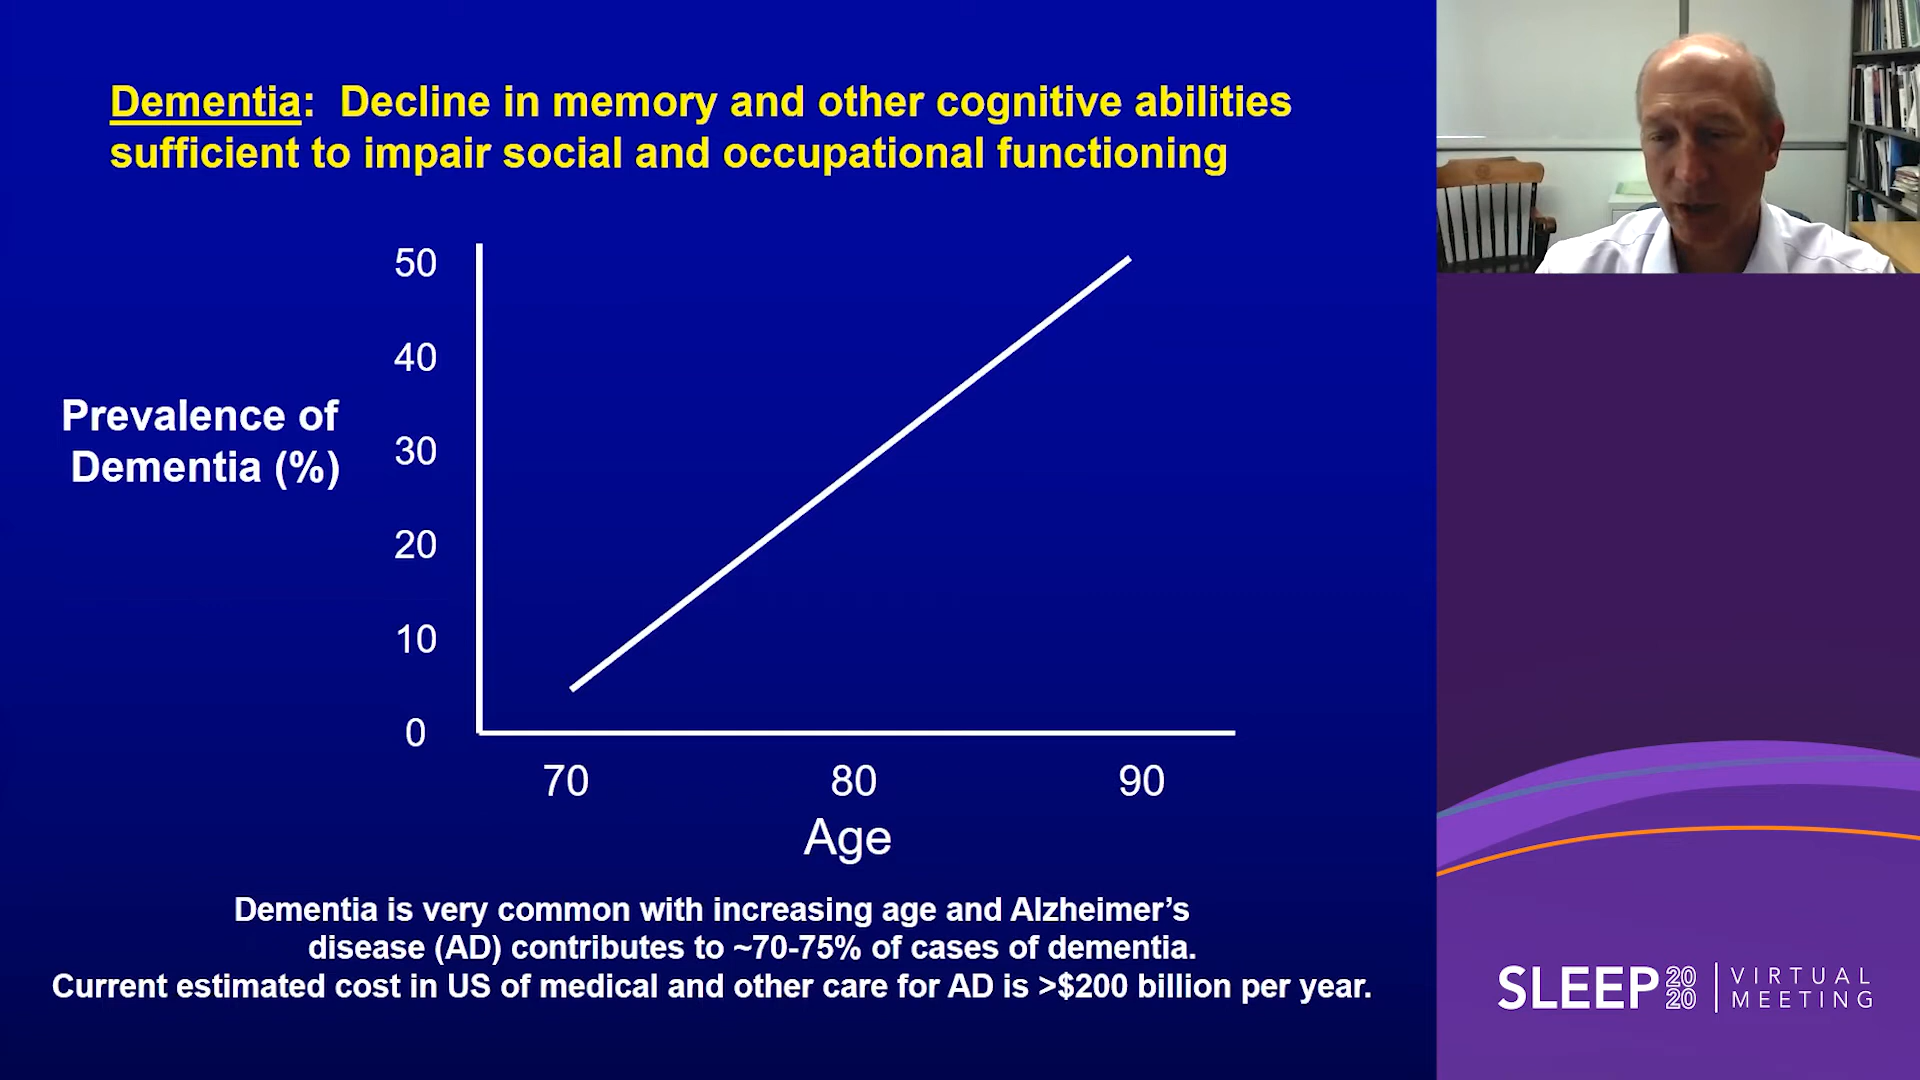 Dementia: Decline in memory and other cognitive abilities
sufficient to impair social and occupational functioning
Prevalence of
Dementia (%)
50
40
30
20
10
0
70 80 90
Age
Dementia is very common with increasing age and Alzheimer’s
disease (AD) contributes to ~70-75% of cases of dementia.
Current estimated cost in US of medical and other care for AD is >$200 billion per year.
SLEEP 2020 | VIRTUAL
MEETING